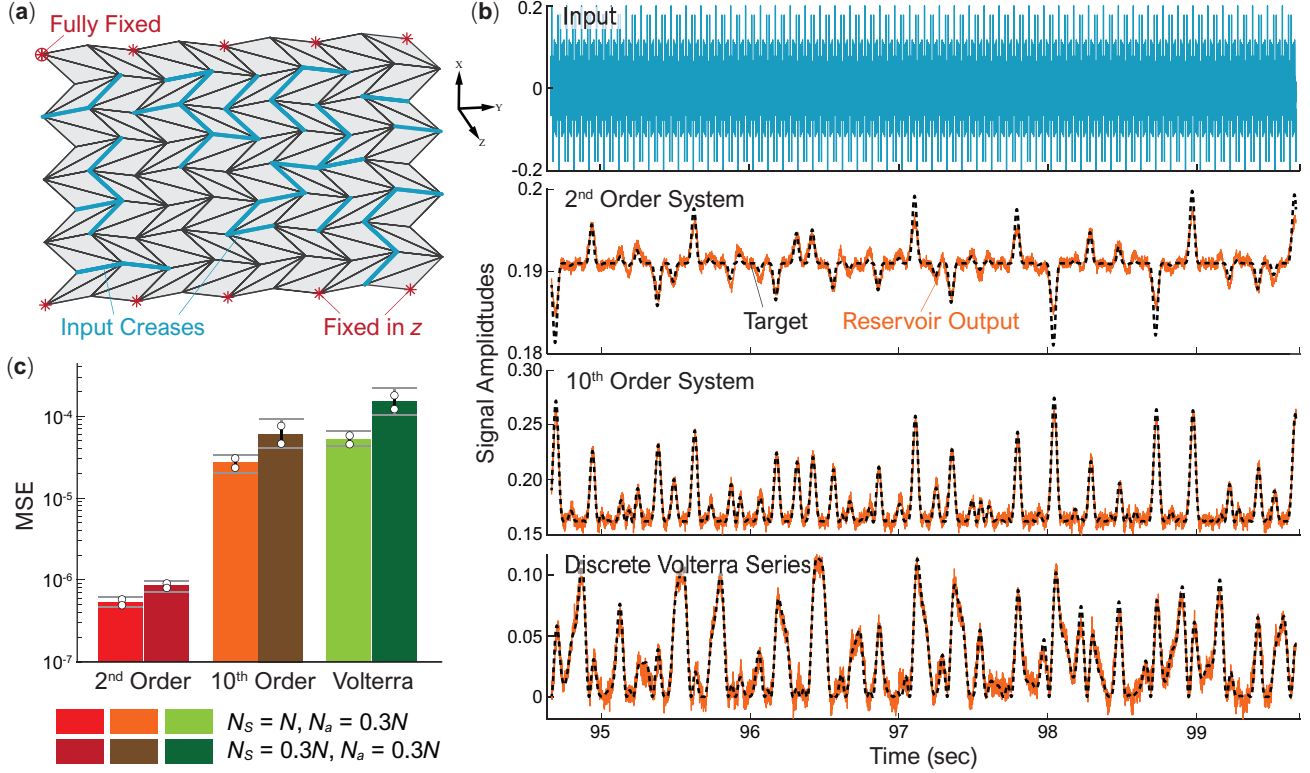 (a)
Fully Fixed
X
Y
Z
Input Creases
Fixed in z
(b)
Input
0.2
0
-0.2
Signal Amplidtudes
2nd Order System
0.2
0.19
0.18
Target
Reservoir Output
10th Order System
0.30
0.25
0.20
0.15
Discrete Volterra Series
0.10
0.05
0
95
96
97
98
99
Time (sec)
(c)
MSE
10-4
10-5
10-6
10-7
2nd Order
10th Order
Volterra
NS = N, Na = 0.3N
NS = 0.3N, Na = 0.3N